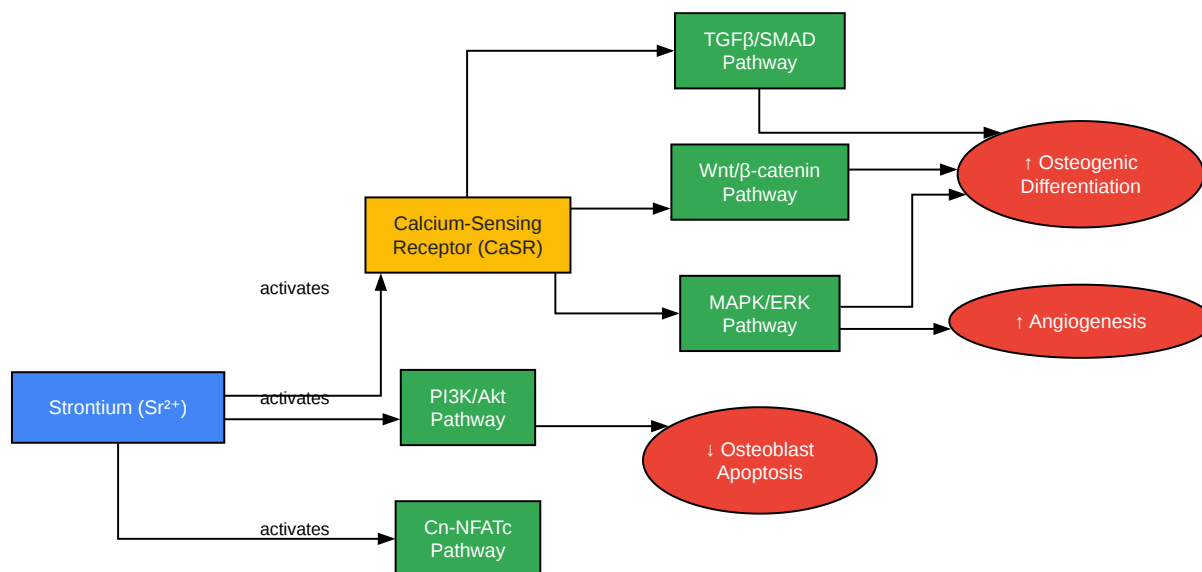 TGFβ/SMAD
Pathway
Wnt/β-catenin
Pathway
↑ Osteogenic
Differentiation
Calcium-Sensing
Receptor (CaSR)
activates
MAPK/ERK
Pathway
↑ Angiogenesis
Strontium (Sr²⁺)
activates
PI3K/Akt
Pathway
↓ Osteoblast
Apoptosis
activates
Cn-NFATc
Pathway